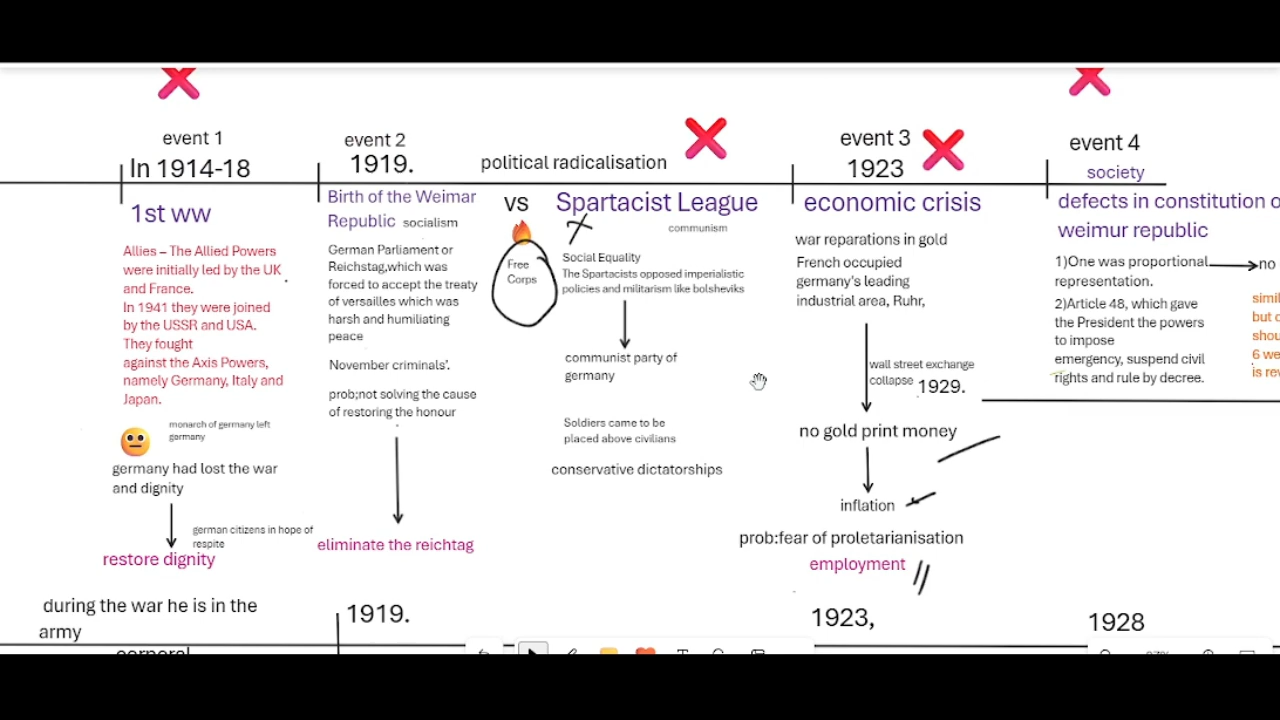 event 1
In 1914-18
1st ww
Allies – The Allied Powers
were initially led by the UK
and France.
In 1941 they were joined
by the USSR and USA.
They fought
against the Axis Powers,
namely Germany, Italy and
Japan.
monarch of germany left
germany
germany had lost the war
and dignity
german citizens in hope of
respite
restore dignity
during the war he is in the
army
corporal
event 2
1919.
Birth of the Weimar
Republic socialism
German Parliament or
Reichstag,which was
forced to accept the treaty
of versailles which was
harsh and humiliating
peace
November criminals'.
prob;not solving the cause
of restoring the honour
eliminate the reichtag
1919.
political radicalisation
vs
Free
Corps
Spartacist League
communism
Social Equality
The Spartacists opposed imperialistic
policies and militarism like bolsheviks
communist party of
germany
Soldiers came to be
placed above civilians
conservative dictatorships
event 3
1923
economic crisis
war reparations in gold
French occupied
germany's leading
industrial area, Ruhr,
wall street exchange
collapse 1929.
no gold print money
inflation
prob:fear of proletarianisation
employment
1923,
event 4
society
defects in constitution o
weimur republic
1)One was proportional
representation.
no
2)Article 48, which gave
the President the powers
to impose
emergency, suspend civil
rights and rule by decree.
simil
but
shou
6 we
is rev
1928